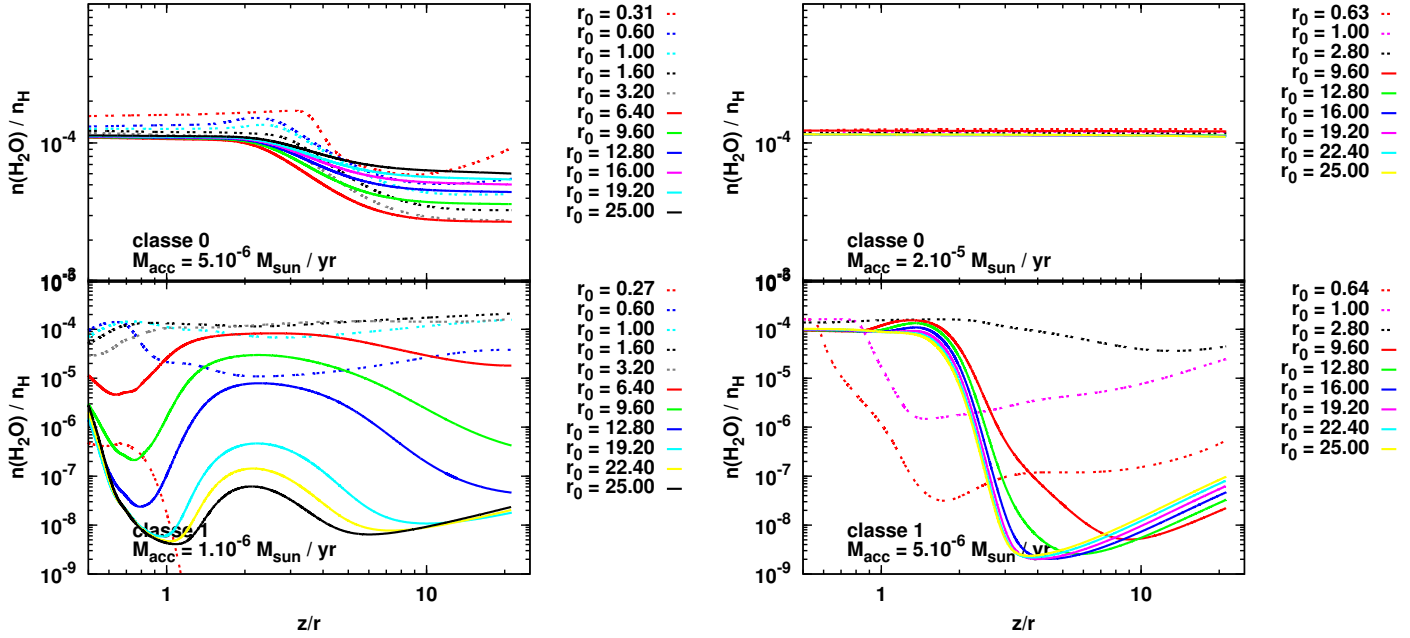 n(H2O) / nH
10^-4
10^-3
classe 0
Macc = 5.10^-6 Msun / yr
r0 = 0.31
r0 = 0.60
r0 = 1.00
r0 = 1.60
r0 = 3.20
r0 = 6.40
r0 = 9.60
r0 = 12.80
r0 = 16.00
r0 = 19.20
r0 = 25.00
n(H2O) / nH
10^-4
10^-3
classe 0
Macc = 2.10^-5 Msun / yr
r0 = 0.63
r0 = 1.00
r0 = 2.80
r0 = 9.60
r0 = 12.80
r0 = 16.00
r0 = 19.20
r0 = 22.40
r0 = 25.00
n(H2O) / nH
10^-4
10^-5
10^-6
10^-7
10^-8
10^-9
classe 1
Macc = 1.10^-6 Msun / yr
1
10
z/r
r0 = 0.27
r0 = 0.60
r0 = 1.00
r0 = 1.60
r0 = 3.20
r0 = 6.40
r0 = 9.60
r0 = 12.80
r0 = 19.20
r0 = 22.40
r0 = 25.00
n(H2O) / nH
10^-4
10^-5
10^-6
10^-7
10^-8
10^-9
classe 1
Macc = 5.10^-6 Msun / yr
1
10
z/r
r0 = 0.64
r0 = 1.00
r0 = 2.80
r0 = 9.60
r0 = 12.80
r0 = 16.00
r0 = 19.20
r0 = 22.40
r0 = 25.00